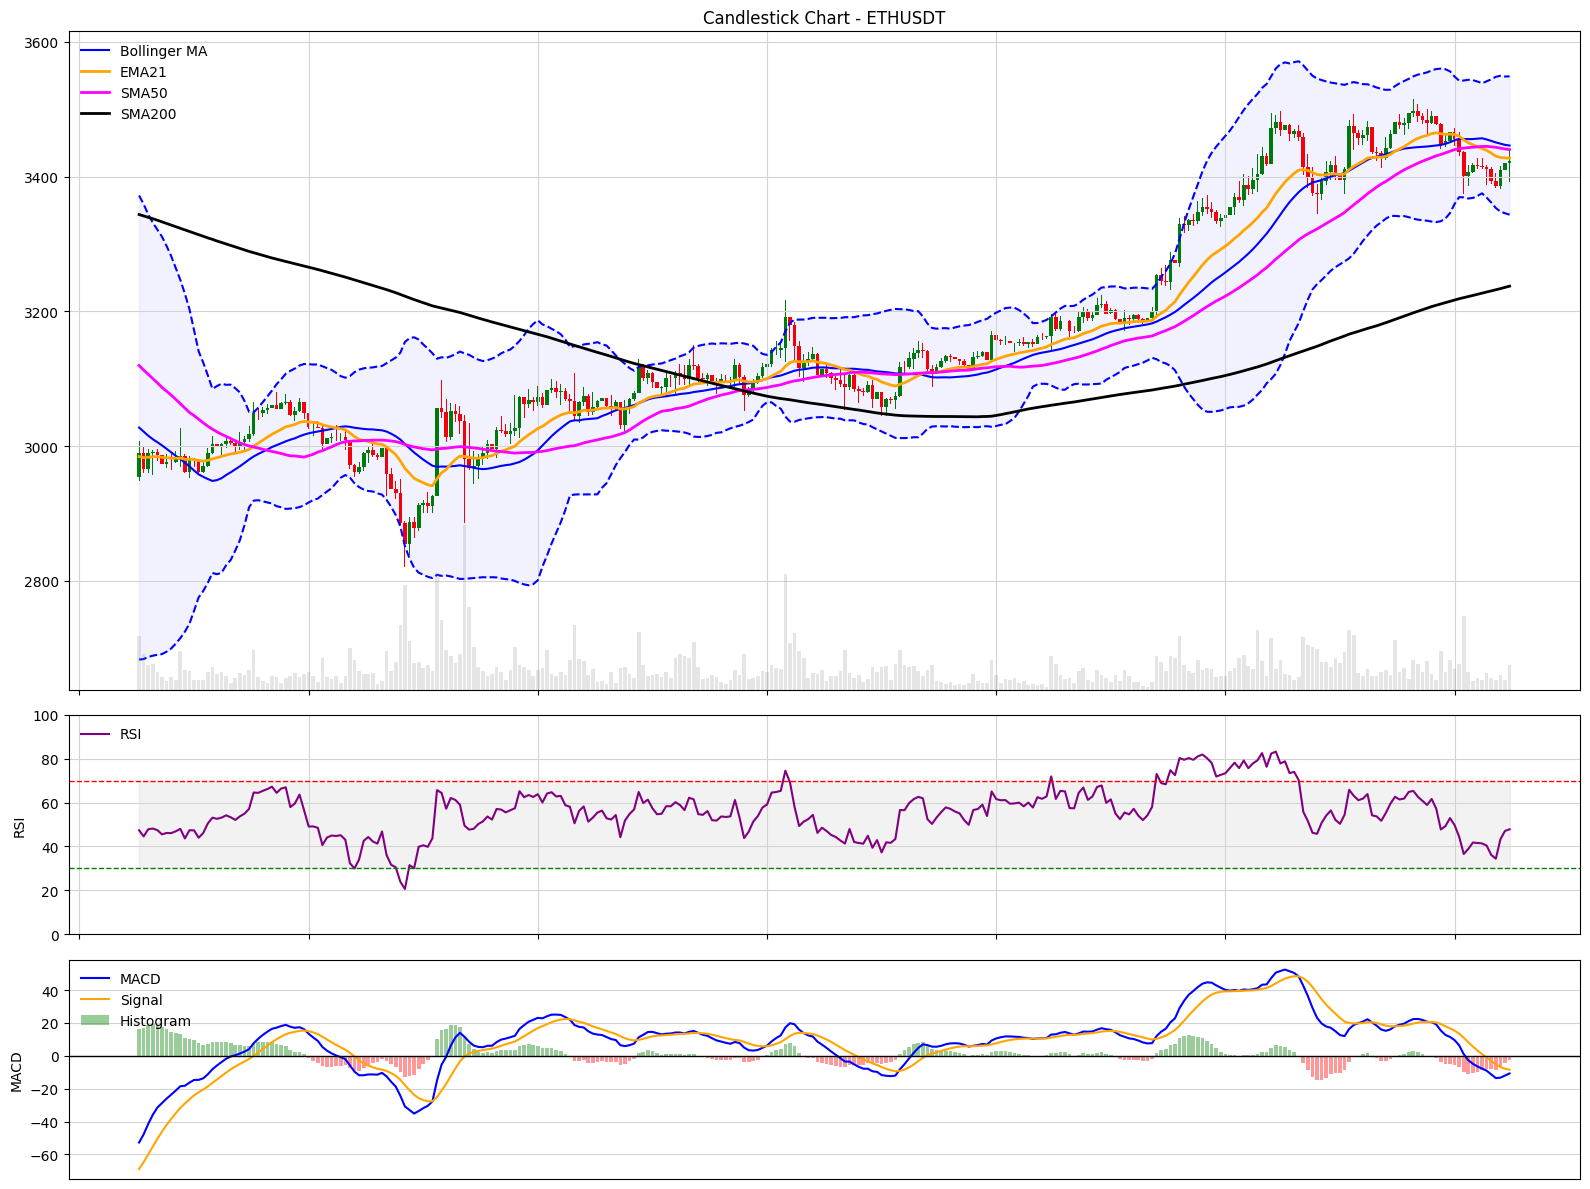 Candlestick Chart - ETHUSDT
3600
Bollinger MA
EMA21
SMA50
SMA200
3400
3200
3000
2800
100
RSI
80
60
RSI
40
20
0
MACD
40
Signal
20
Histogram
0
MACD
−20
−40
−60